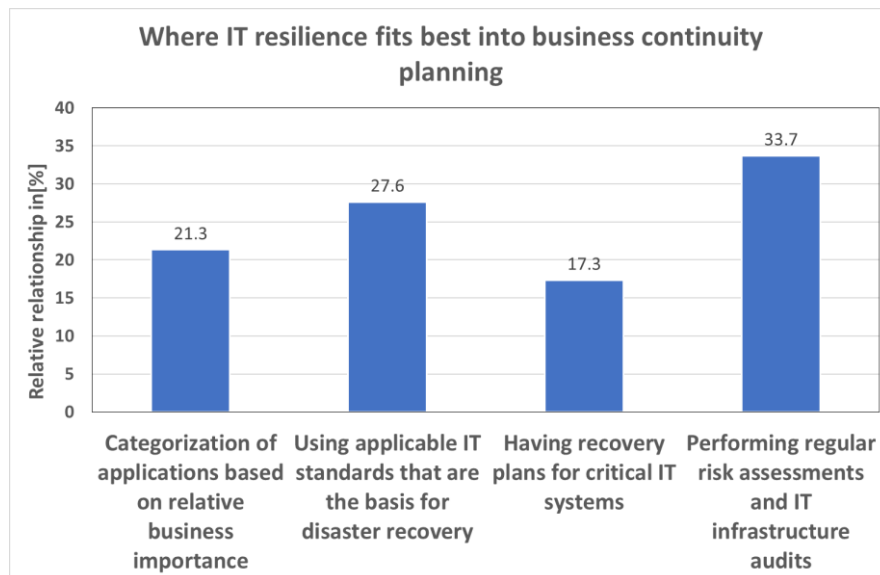 Where IT resilience fits best into business continuity
planning
Relative relationship in[%]
40
35
30
25
20
15
10
5
0
21.3
27.6
17.3
33.7
Categorization of
applications based
on relative
business
importance
Using applicable IT
standards that are
the basis for
disaster recovery
Having recovery
plans for critical IT
systems
Performing regular
risk assessments
and IT
infrastructure
audits